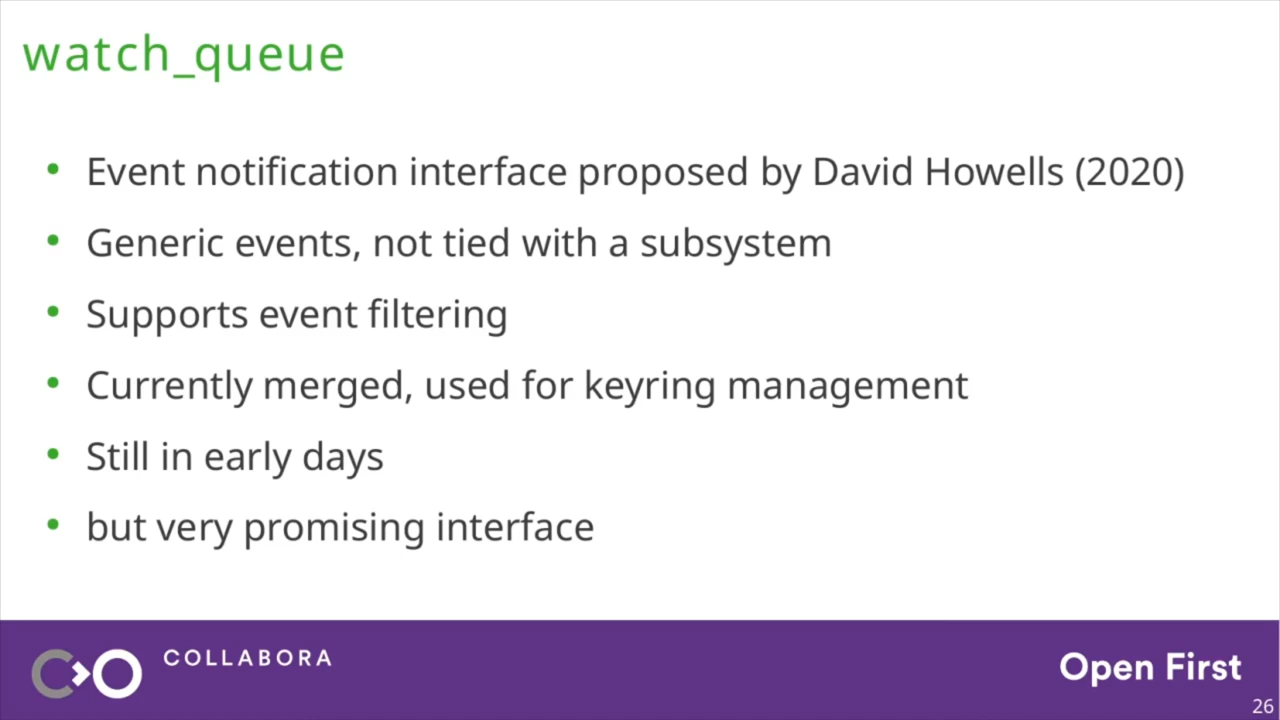 watch_queue
• Event notification interface proposed by David Howells (2020)
• Generic events, not tied with a subsystem
• Supports event filtering
• Currently merged, used for keyring management
• Still in early days
• but very promising interface
COLLABORA
Open First
26